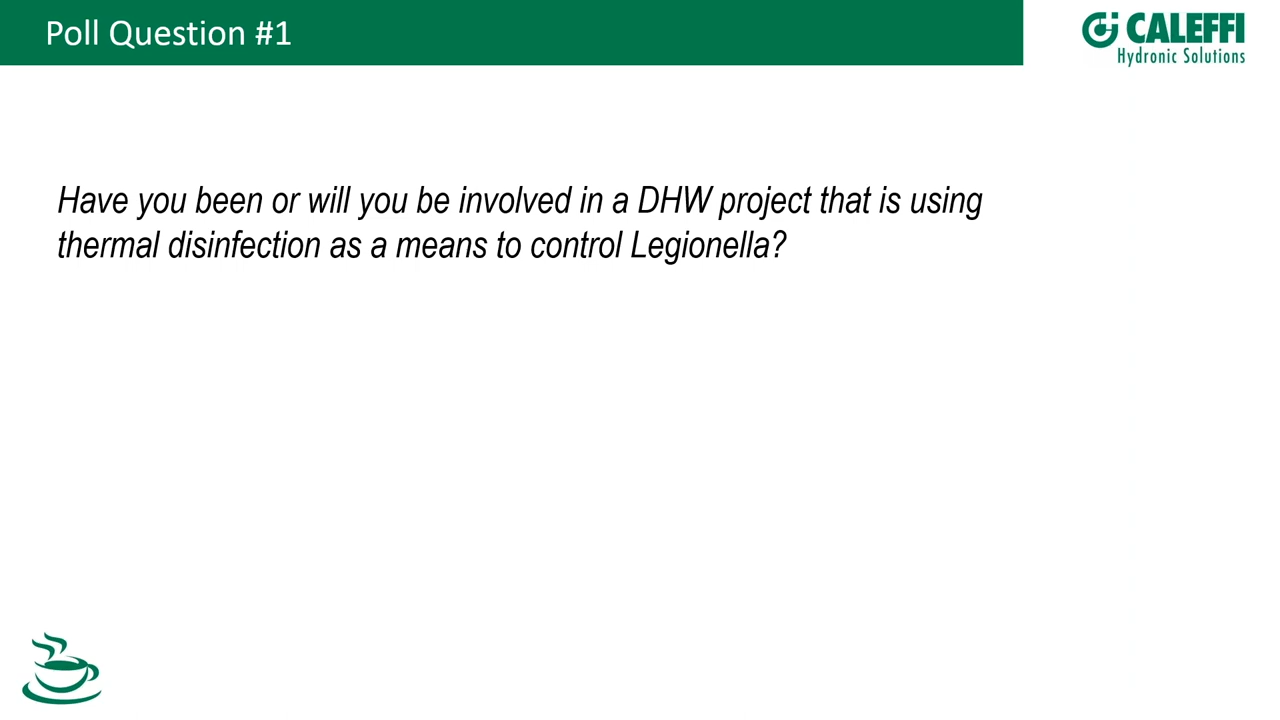 Poll Question #1
CALEFFI
Hydronic Solutions
Have you been or will you be involved in a DHW project that is using
thermal disinfection as a means to control Legionella?